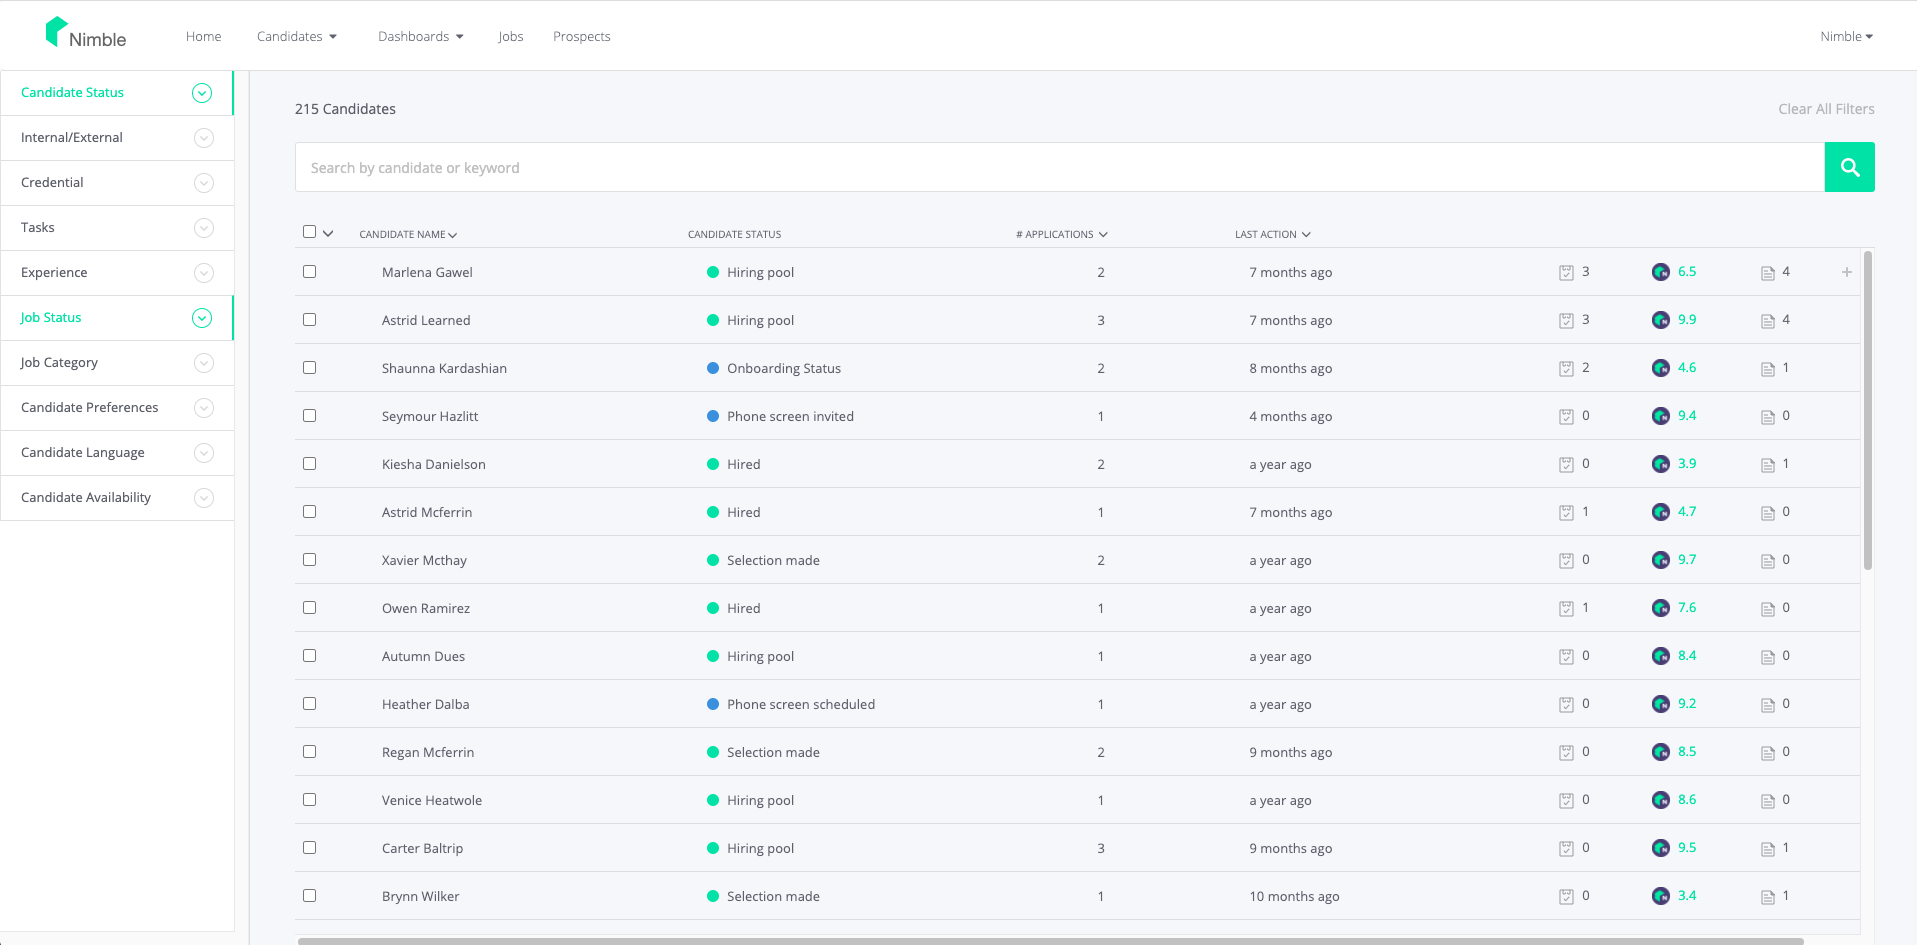 Nimble
Home
Candidates
Dashboards
Jobs
Prospects
Nimble
Candidate Status
Internal/External
Credential
Tasks
Experience
Job Status
Job Category
Candidate Preferences
Candidate Language
Candidate Availability
215 Candidates
Clear All Filters
Search by candidate or keyword
CANDIDATE NAME CANDIDATE STATUS # APPLICATIONS LAST ACTION
Marlena Gawel Hiring pool 2 7 months ago 3 6.5 4
Astrid Learned Hiring pool 3 7 months ago 3 9.9 4
Shaunna Kardashian Onboarding Status 2 8 months ago 2 4.6 1
Seymour Hazlitt Phone screen invited 1 4 months ago 0 9.4 0
Kiesha Danielson Hired 2 a year ago 0 3.9 1
Astrid Mcferrin Hired 1 7 months ago 1 4.7 0
Xavier Mcthay Selection made 2 a year ago 0 9.7 0
Owen Ramirez Hired 1 a year ago 1 7.6 0
Autumn Dues Hiring pool 1 a year ago 0 8.4 0
Heather Dalba Phone screen scheduled 1 a year ago 0 9.2 0
Regan Mcferrin Selection made 2 9 months ago 0 8.5 0
Venice Heatwole Hiring pool 1 a year ago 0 8.6 0
Carter Baltrip Hiring pool 3 9 months ago 0 9.5 1
Brynn Wilker Selection made 1 10 months ago 0 3.4 1